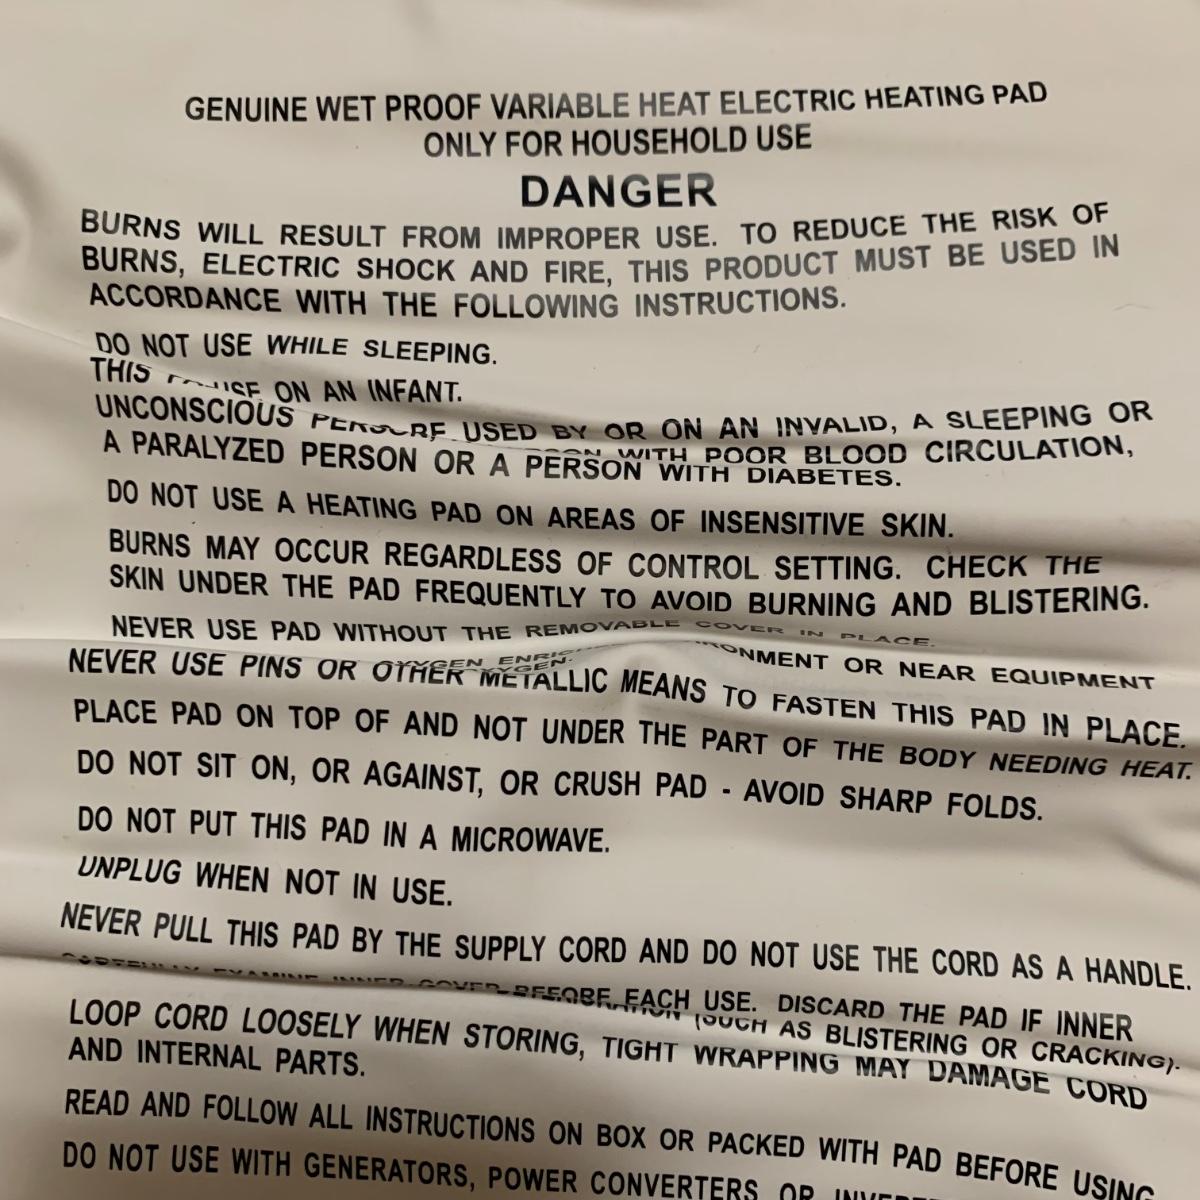 GENUINE WET PROOF VARIABLE HEAT ELECTRIC HEATING PAD
ONLY FOR HOUSEHOLD USE
DANGER
BURNS WILL RESULT FROM IMPROPER USE. TO REDUCE THE RISK OF
BURNS, ELECTRIC SHOCK AND FIRE, THIS PRODUCT MUST BE USED IN
ACCORDANCE WITH THE FOLLOWING INSTRUCTIONS.
DO NOT USE WHILE SLEEPING.
THIS ON AN INFANT.
UNCONSCIOUS USED BY OR ON AN INVALID, A SLEEPING OR
WITH POOR BLOOD CIRCULATION,
A PARALYZED PERSON OR A PERSON WITH DIABETES.
DO NOT USE A HEATING PAD ON AREAS OF INSENSITIVE SKIN.
BURNS MAY OCCUR REGARDLESS OF CONTROL SETTING. CHECK THE
SKIN UNDER THE PAD FREQUENTLY TO AVOID BURNING AND BLISTERING.
NEVER USE PAD WITHOUT THE REMOVABLE COVER IN PLACE.
OR NEAR EQUIPMENT
NEVER USE PINS OR OTHER METALLIC MEANS TO FASTEN THIS PAD IN PLACE.
PLACE PAD ON TOP OF AND NOT UNDER THE PART OF THE BODY NEEDING HEAT.
DO NOT SIT ON, OR AGAINST, OR CRUSH PAD - AVOID SHARP FOLDS.
DO NOT PUT THIS PAD IN A MICROWAVE.
UNPLUG WHEN NOT IN USE.
NEVER PULL THIS PAD BY THE SUPPLY CORD AND DO NOT USE THE CORD AS A HANDLE.
EACH USE. DISCARD THE PAD IF INNER
(SUCH AS BLISTERING OR CRACKING).
LOOP CORD LOOSELY WHEN STORING, TIGHT WRAPPING MAY DAMAGE CORD
AND INTERNAL PARTS.
READ AND FOLLOW ALL INSTRUCTIONS ON BOX OR PACKED WITH PAD BEFORE USING
DO NOT USE WITH GENERATORS, POWER CONVERTERS OR